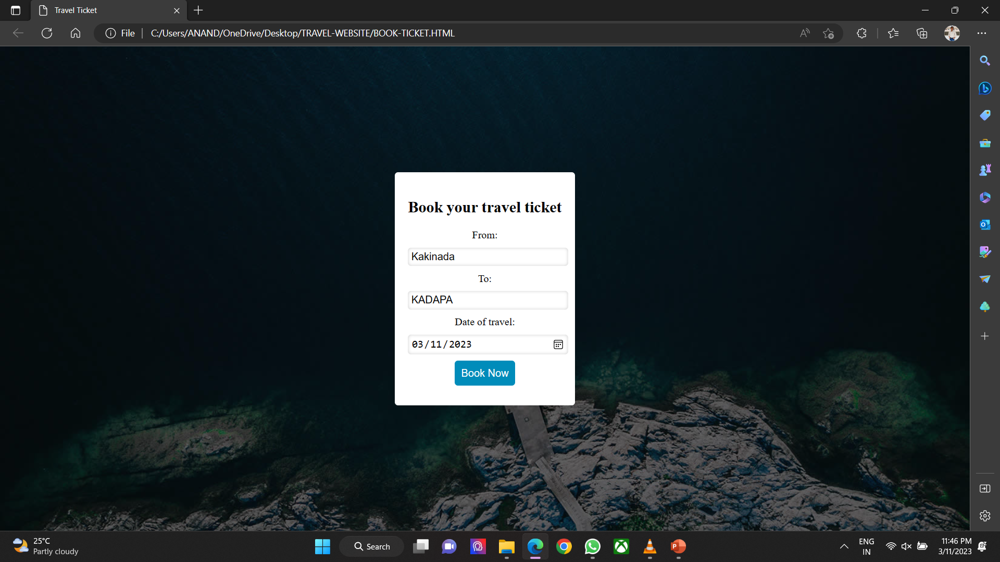 Travel Ticket
File
C:/Users/ANAND/OneDrive/Desktop/TRAVEL-WEBSITE/BOOK-TICKET.HTML
Book your travel ticket
From:
Kakinada
To:
KADAPA
Date of travel:
03/11/2023
Book Now
25°C
Partly cloudy
Search
ENG
IN
11:46 PM
3/11/2023